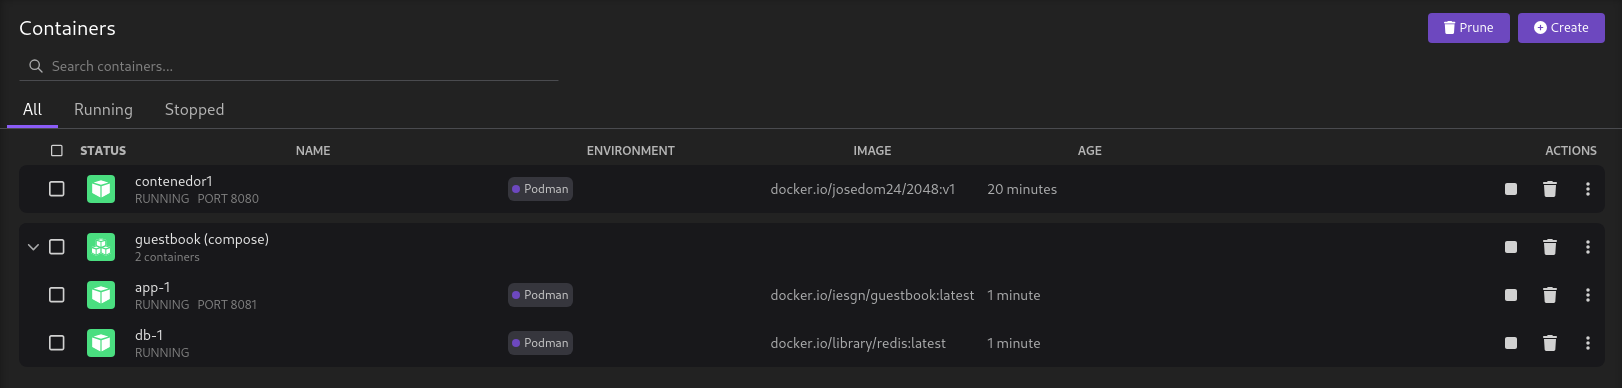 Containers
Prune
Create
Search containers...
All Running Stopped
STATUS NAME ENVIRONMENT IMAGE AGE ACTIONS
contenedor1
RUNNING PORT 8080
Podman
docker.io/josedom24/2048:v1
20 minutes
guestbook (compose)
2 containers
app-1
RUNNING PORT 8081
Podman
docker.io/iesgn/guestbook:latest
1 minute
db-1
RUNNING
Podman
docker.io/library/redis:latest
1 minute